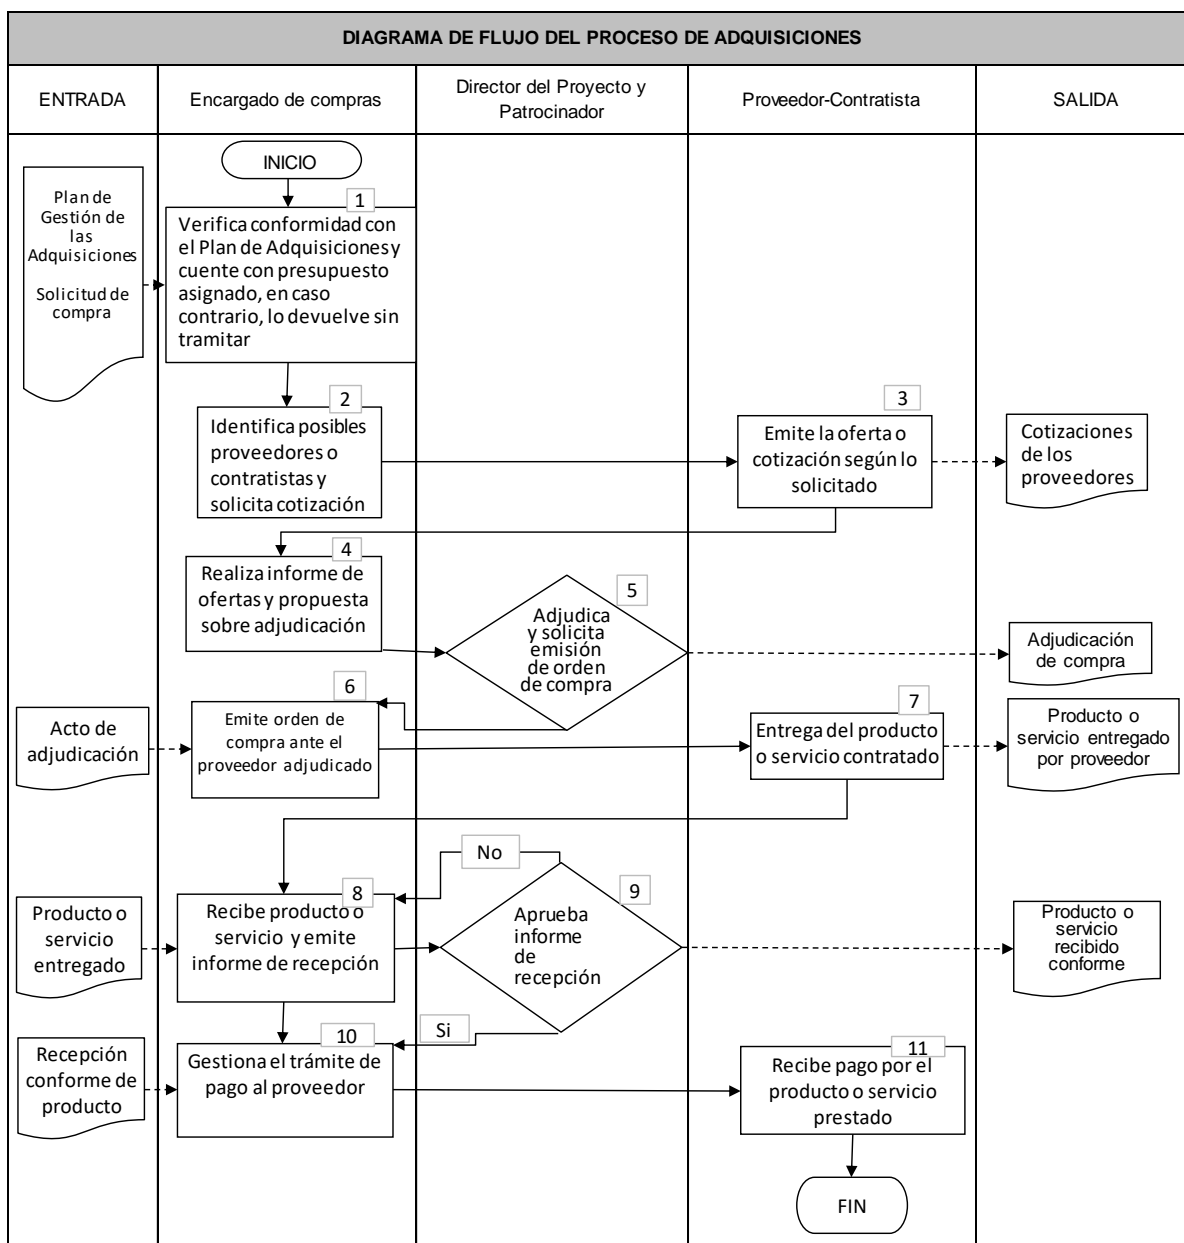 DIAGRAMA DE FLUJO DEL PROCESO DE ADQUISICIONES
ENTRADA
Encargado de compras
Director del Proyecto y
Patrocinador
Proveedor-Contratista
SALIDA
INICIO
Plan de
Gestión de
las
Adquisiciones
Solicitud de
compra
1
Verifica conformidad con
el Plan de Adquisiciones y
cuente con presupuesto
asignado, en caso
contrario, lo devuelve sin
tramitar
2
Identifica posibles
proveedores o
contratistas y
solicita cotización
3
Emite la oferta o
cotización según lo
solicitado
Cotizaciones
de los
proveedores
4
Realiza informe de
ofertas y propuesta
sobre adjudicación
5
Adjudica
y solicita
emisión
de orden
de compra
Adjudicación
de compra
Acto de
adjudicación
6
Emite orden de
compra ante el
proveedor adjudicado
7
Entrega del producto
o servicio contratado
Producto o
servicio entregado
por proveedor
No
Producto o
servicio
entregado
8
Recibe producto o
servicio y emite
informe de recepción
9
Aprueba
informe
de
recepción
Producto o
servicio
recibido
conforme
Si
Recepción
conforme de
producto
10
Gestiona el trámite de
pago al proveedor
11
Recibe pago por el
producto o servicio
prestado
FIN